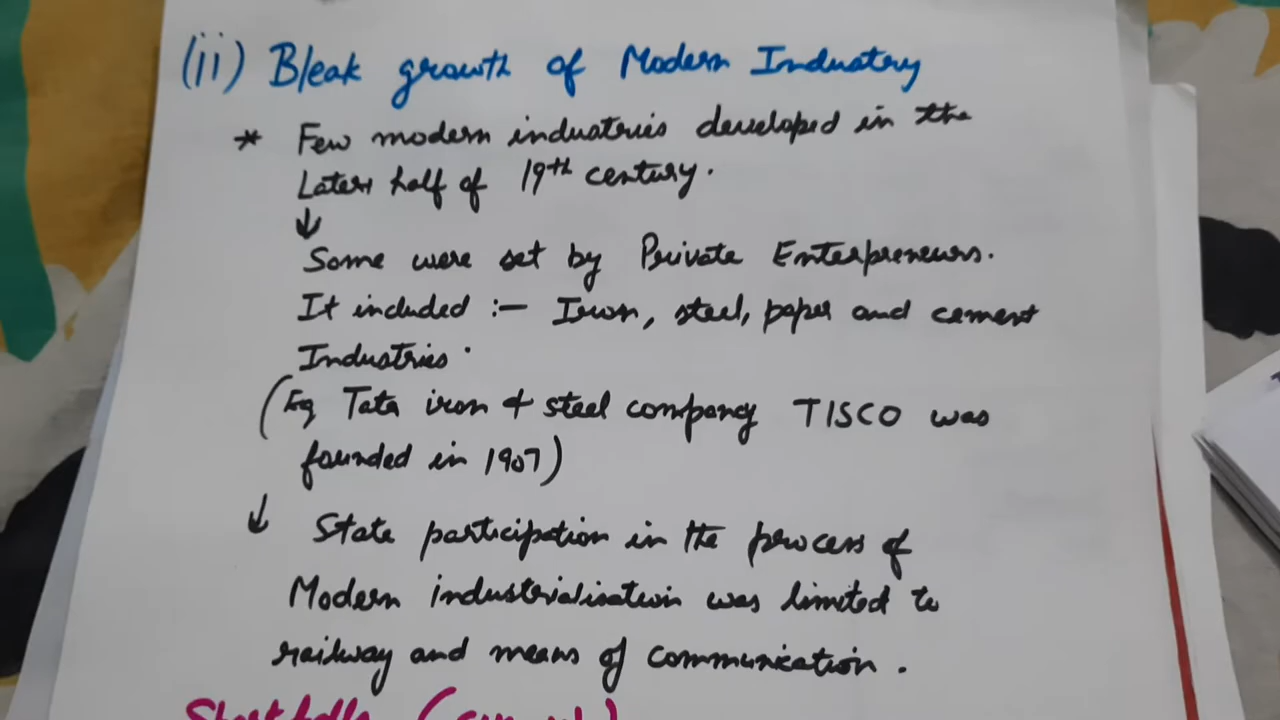 (ii) Bleak growth of Modern Industry
* Few modern industries developed in the
Later half of 19th century.
↓
Some were set by Private Enterpreneurs.
It included :- Iron, steel, paper and cement
Industries.
(Eg Tata iron & steel company TISCO was
founded in 1907)
↓ State participation in the process of
Modern industrialisation was limited to
railway and means of communication.